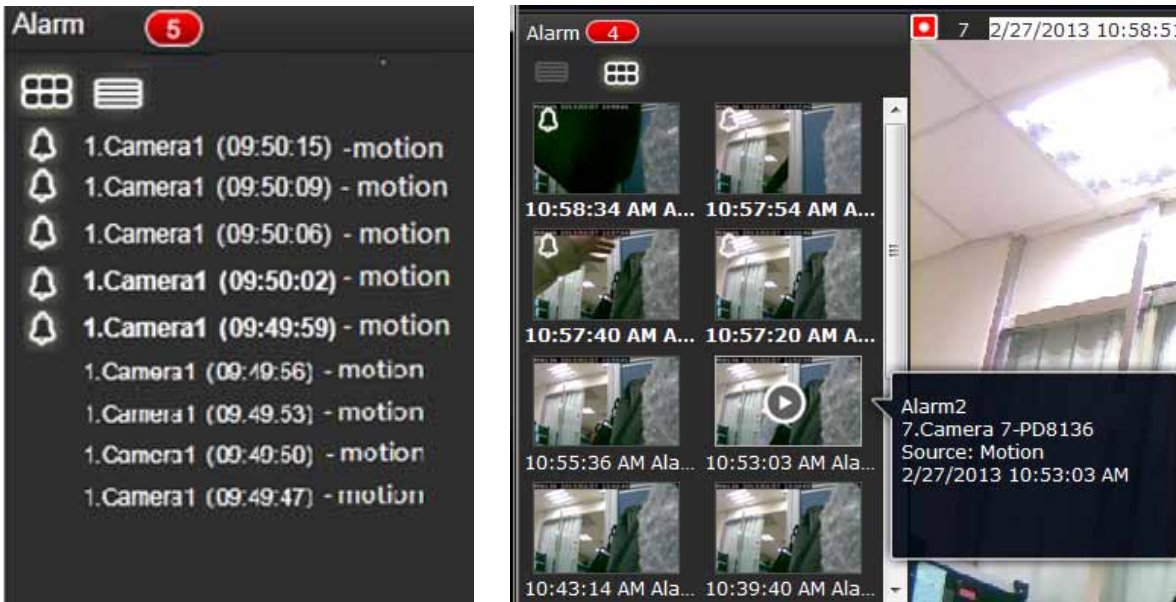 Alarm 5
1.Camera1 (09:50:15) -motion
1.Camera1 (09:50:09) - motion
1.Camera1 (09:50:06) - motion
1.Camera1 (09:50:02) - motion
1.Camera1 (09:49:59) - motion
1.Camera1 (09:49:56) - motion
1.Camera1 (09.49.53) - motion
1.Camera1 (09:49:50) - motion
1.Camera1 (09:49:47) - motion
Alarm 4
10:58:34 AM A... 10:57:54 AM A...
10:57:40 AM A... 10:57:20 AM A...
10:55:36 AM Ala... 10:53:03 AM Ala...
10:43:14 AM Ala... 10:39:40 AM Ala...
7 2/27/2013 10:58:51
Alarm2
7.Camera 7-PD8136
Source: Motion
2/27/2013 10:53:03 AM